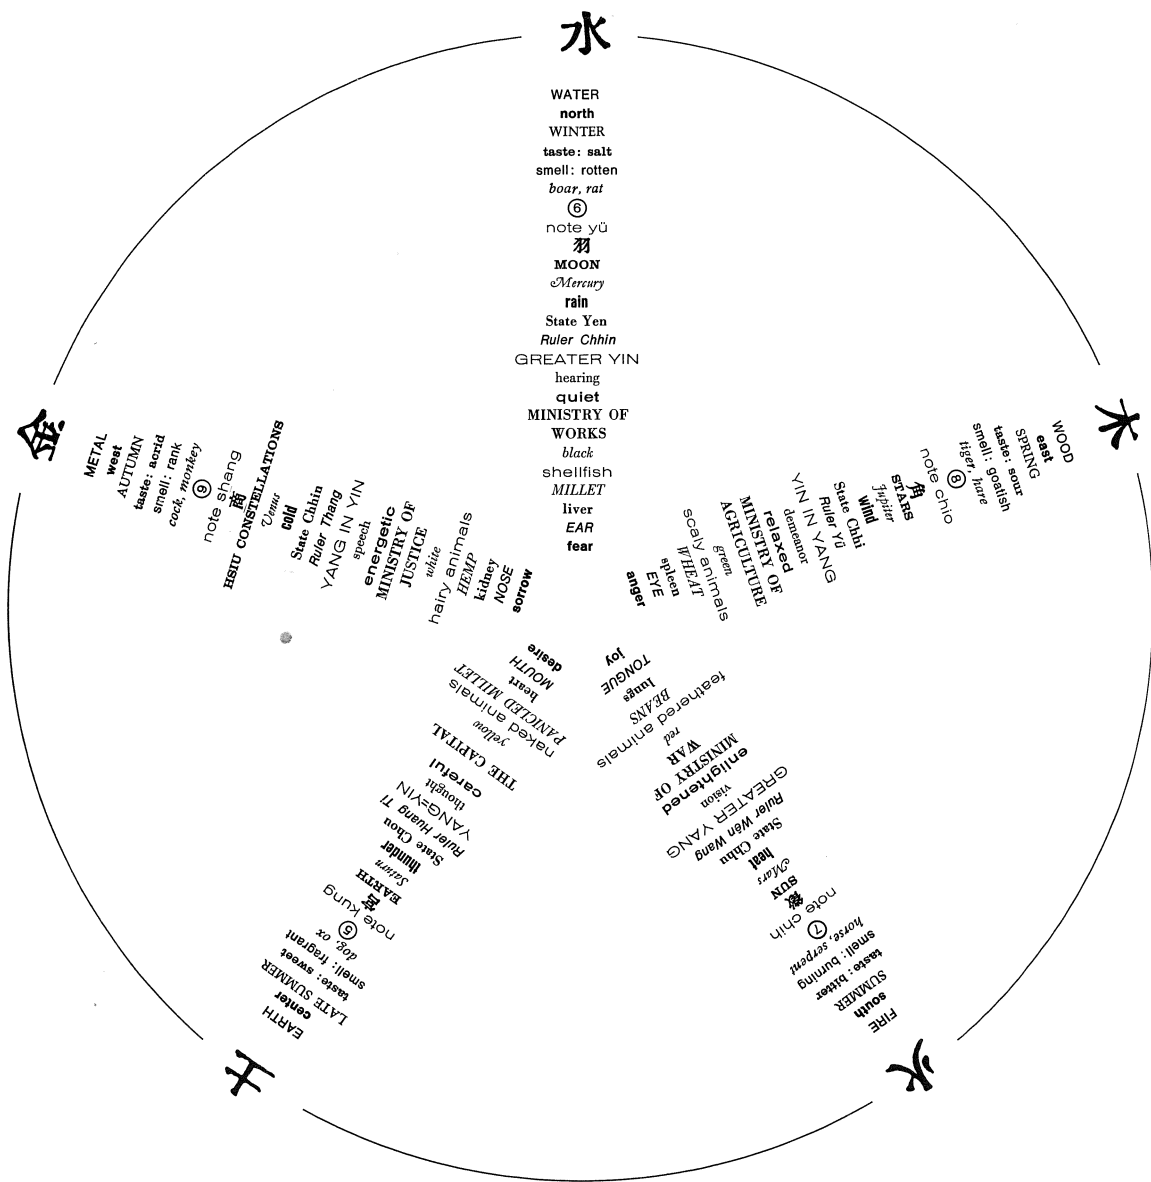 水
WATER
north
WINTER
taste: salt
smell: rotten
boar, rat
6
note yü
羽
MOON
Mercury
rain
State Yen
Ruler Chhin
GREATER YIN
hearing
quiet
MINISTRY OF
WORKS
black
shellfish
MILLET
liver
EAR
fear
木
WOOD
east
SPRING
taste: sour
smell: goatish
tiger, hare
8
note chio
角
STARS
Jupiter
wind
State Chhi
Ruler Yü
YIN IN YANG
demeanor
relaxed
MINISTRY OF
AGRICULTURE
green
scaly animals
WHEAT
spleen
EYE
anger
火
FIRE
south
SUMMER
taste: bitter
smell: burning
horse, serpent
7
note chih
徵
SUN
Mars
heat
State Chhu
Ruler Wên Wang
GREATER YANG
vision
enlightened
MINISTRY OF
WAR
red
feathered animals
BEANS
lungs
TONGUE
joy
土
EARTH
center
LATE SUMMER
taste: sweet
smell: fragrant
dog, ox
5
note kung
宮
EARTH
Saturn
thunder
State Chou
Ruler Huang Ti
YANG=YIN
thought
careful
THE CAPITAL
yellow
naked animals
PANICLED MILLET
heart
MOUTH
desire
金
METAL
west
AUTUMN
taste: acrid
smell: rank
cock, monkey
9
note shang
商
HSIU CONSTELLATIONS
Venus
cold
State Chhin
Ruler Thang
YANG IN YIN
speech
energetic
MINISTRY OF
JUSTICE
white
hairy animals
HEMP
kidney
NOSE
sorrow